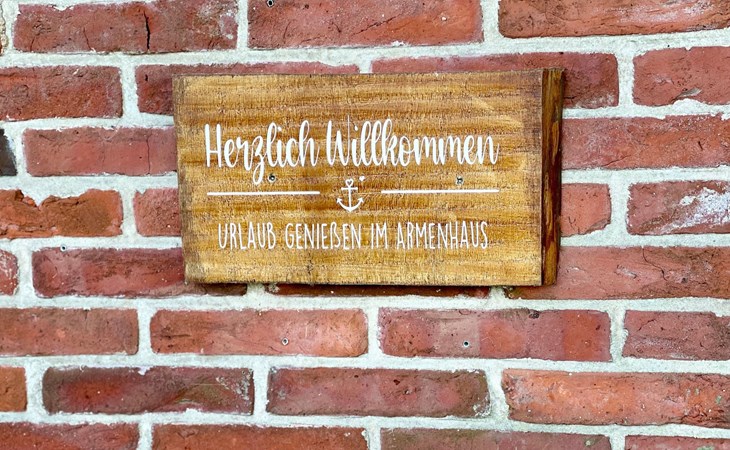 Herzlich Willkommen
URLAUB GENIEßEN IM ARMENHAUS